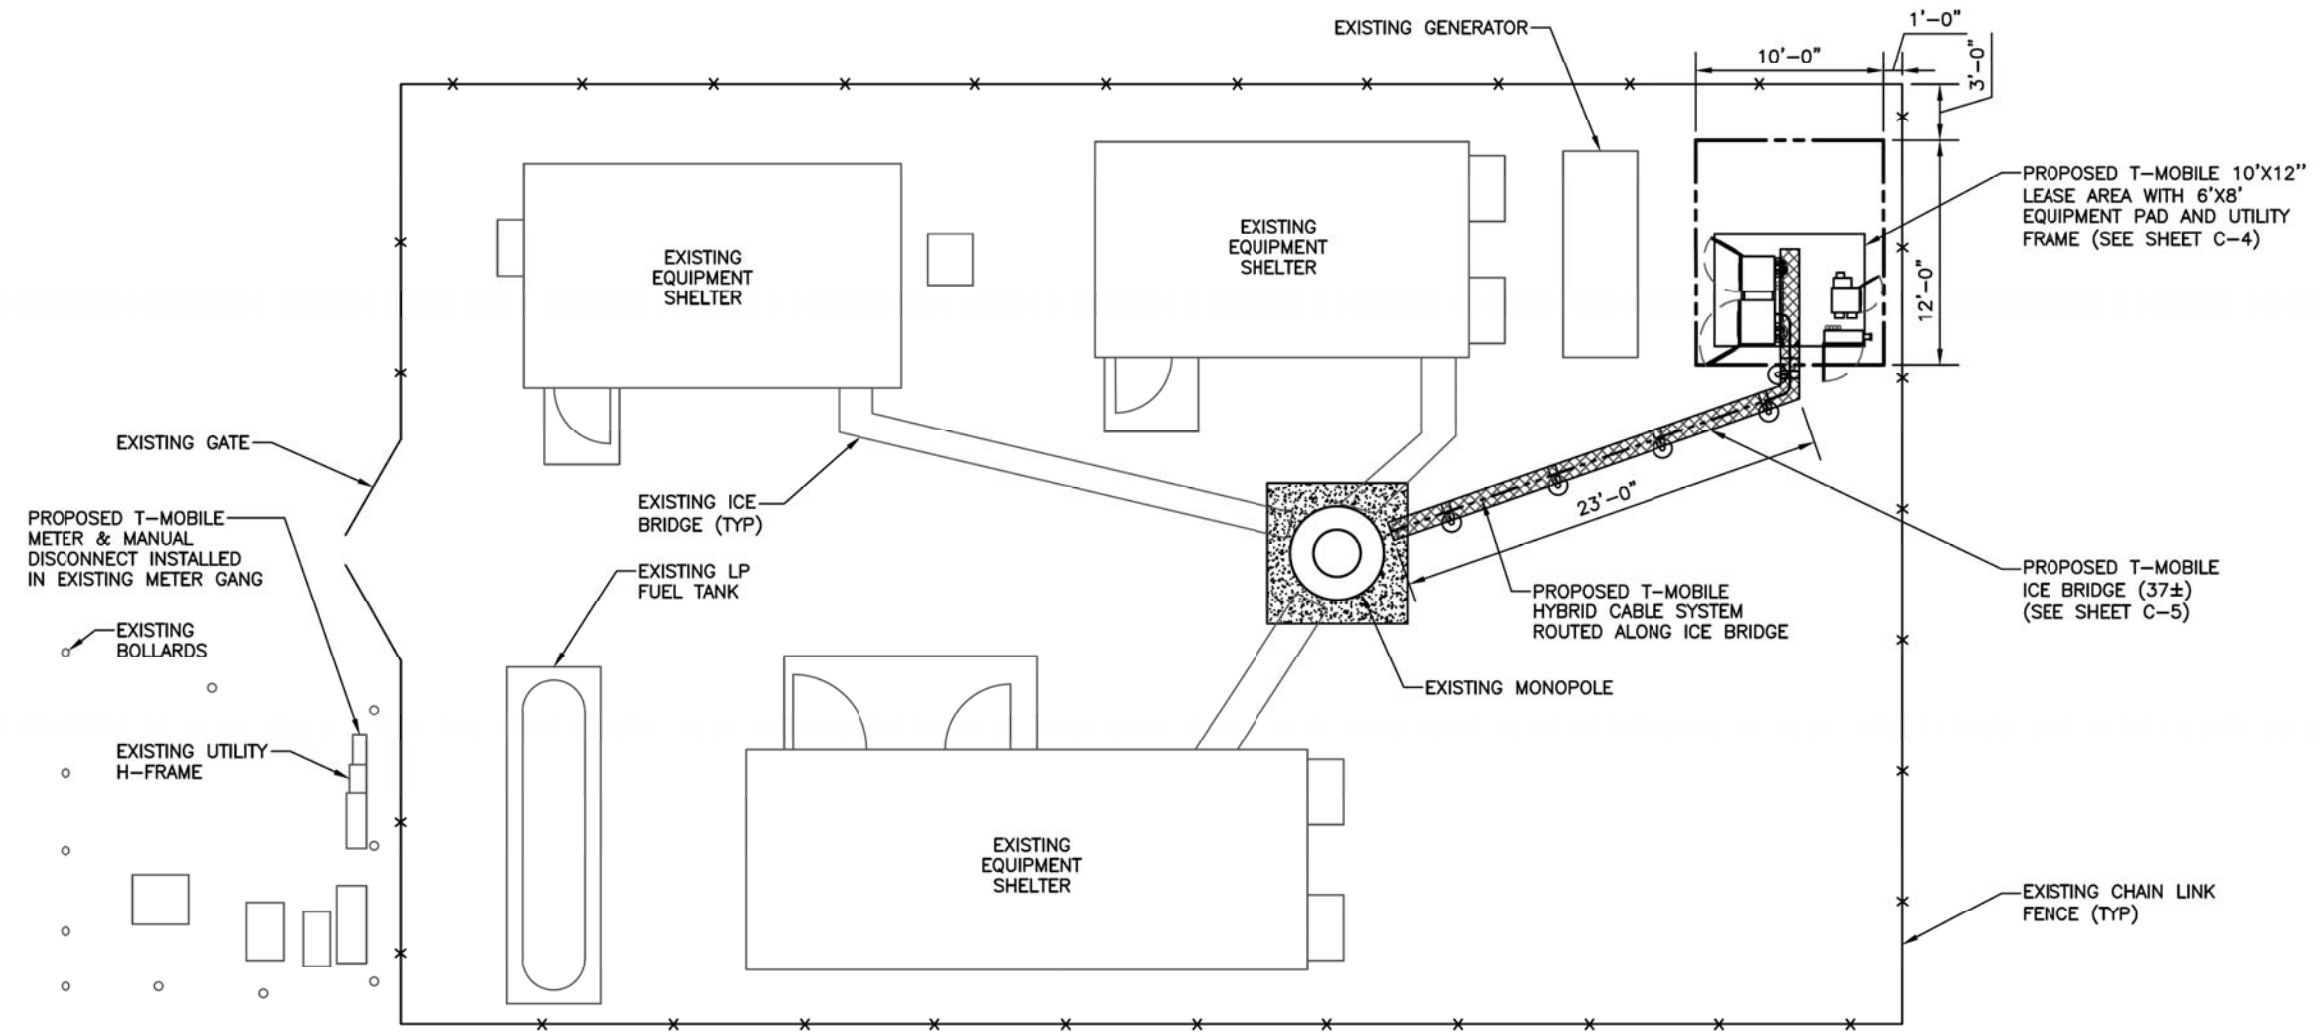 1'-0"
EXISTING GENERATOR
10'-0"
3'-0"
PROPOSED T-MOBILE 10'X12"
LEASE AREA WITH 6'X8'
EQUIPMENT PAD AND UTILITY
FRAME (SEE SHEET C-4)
EXISTING
EQUIPMENT
SHELTER
EXISTING
EQUIPMENT
SHELTER
12'-0"
EXISTING GATE
EXISTING ICE
BRIDGE (TYP)
23'-0"
PROPOSED T-MOBILE
METER & MANUAL
DISCONNECT INSTALLED
IN EXISTING METER GANG
EXISTING LP
FUEL TANK
PROPOSED T-MOBILE
HYBRID CABLE SYSTEM
ROUTED ALONG ICE BRIDGE
PROPOSED T-MOBILE
ICE BRIDGE (37±)
(SEE SHEET C-5)
EXISTING
BOLLARDS
EXISTING MONOPOLE
EXISTING UTILITY
H-FRAME
EXISTING
EQUIPMENT
SHELTER
EXISTING CHAIN LINK
FENCE (TYP)